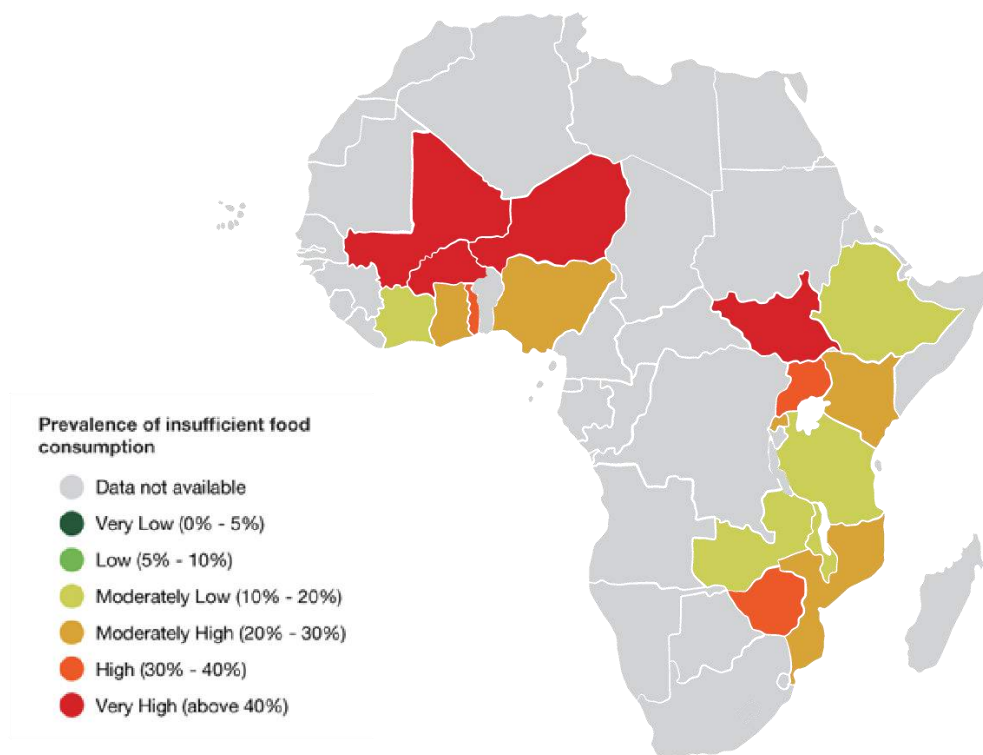 Prevalence of insufficient food
consumption
Data not available
Very Low (0% - 5%)
Low (5% - 10%)
Moderately Low (10% - 20%)
Moderately High (20% - 30%)
High (30% - 40%)
Very High (above 40%)